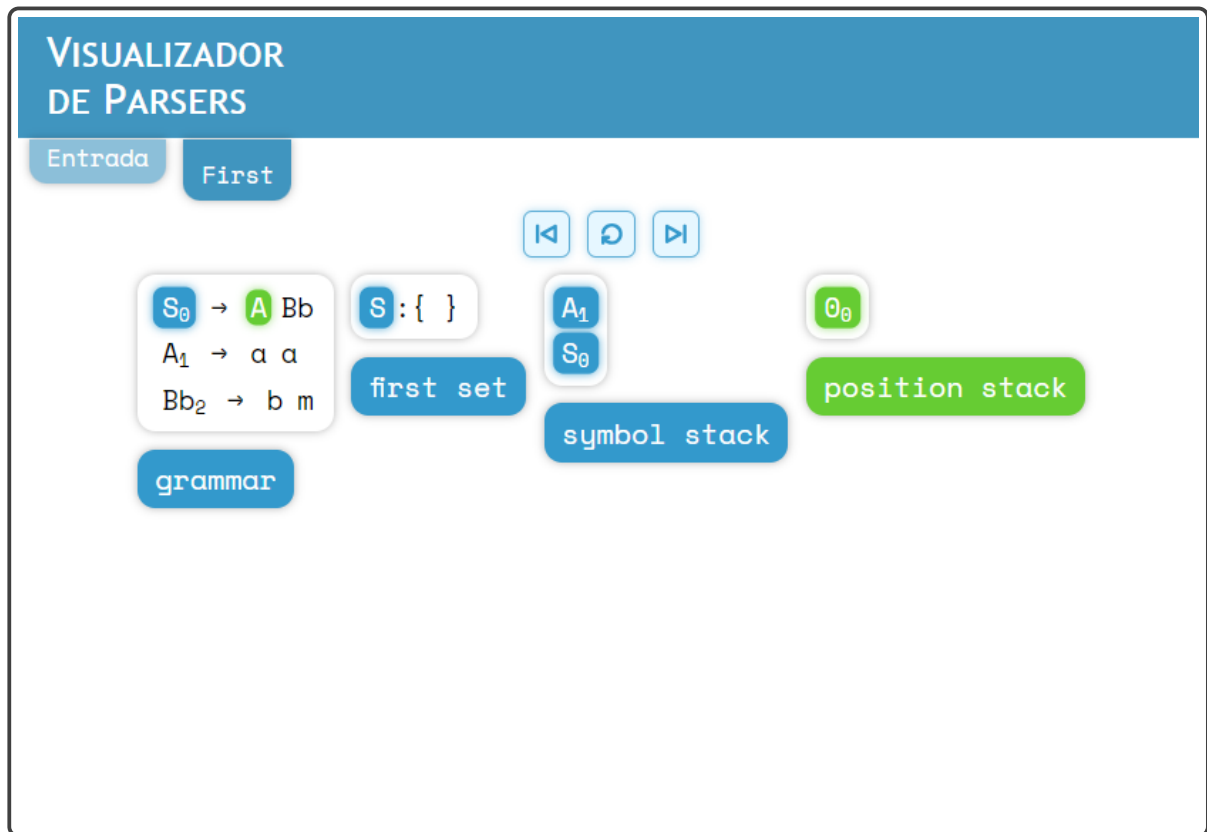 VISUALIZADOR
DE PARSERS
Entrada
First
S₀ → A Bb
A₁ → a a
Bb₂ → b m
grammar
S:{ }
first set
A₁
S₀
symbol stack
0₀
position stack